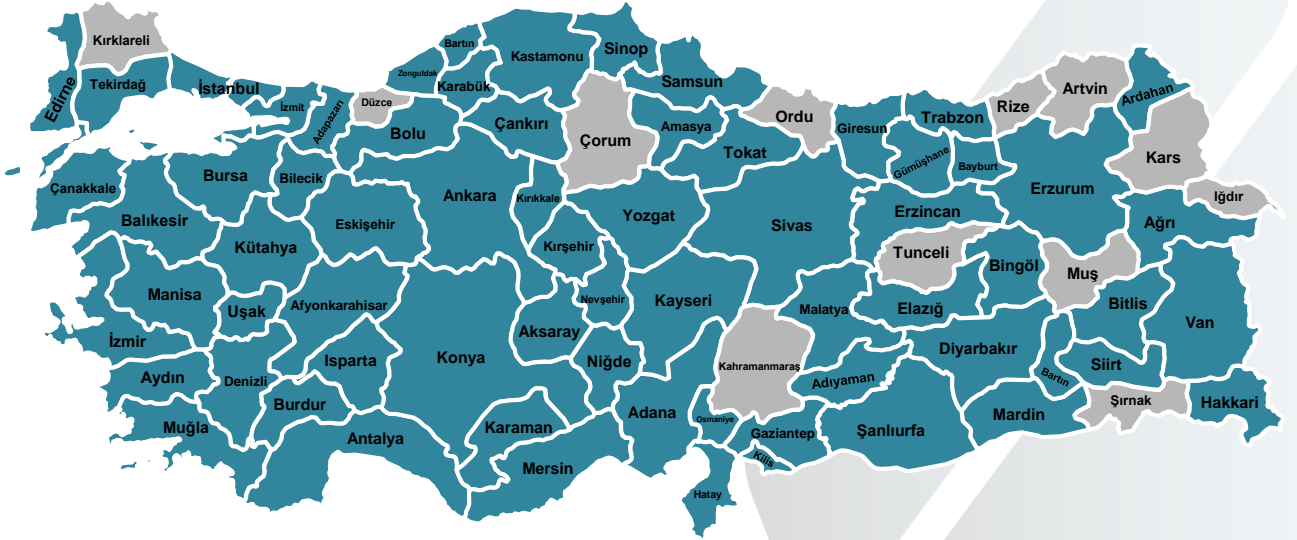 Kırklareli
Edirne
Tekirdağ
İstanbul
İzmit
Adapazarı
Düzce
Zonguldak
Bartın
Karabük
Kastamonu
Sinop
Samsun
Bolu
Çankırı
Çorum
Amasya
Ordu
Tokat
Giresun
Trabzon
Gümüşhane
Bayburt
Rize
Artvin
Ardahan
Kars
Iğdır
Erzurum
Ağrı
Çanakkale
Bursa
Bilecik
Balıkesir
Kütahya
Eskişehir
Ankara
Kırıkkale
Kırşehir
Yozgat
Sivas
Erzincan
Tunceli
Bingöl
Muş
Bitlis
Van
Manisa
Uşak
Afyonkarahisar
Nevşehir
Kayseri
Malatya
Elazığ
İzmir
Aydın
Denizli
Isparta
Burdur
Konya
Aksaray
Niğde
Kahramanmaraş
Adıyaman
Diyarbakır
Bartın
Siirt
Şırnak
Hakkari
Muğla
Antalya
Karaman
Mersin
Adana
Osmaniye
Gaziantep
Kilis
Şanlıurfa
Mardin
Hatay